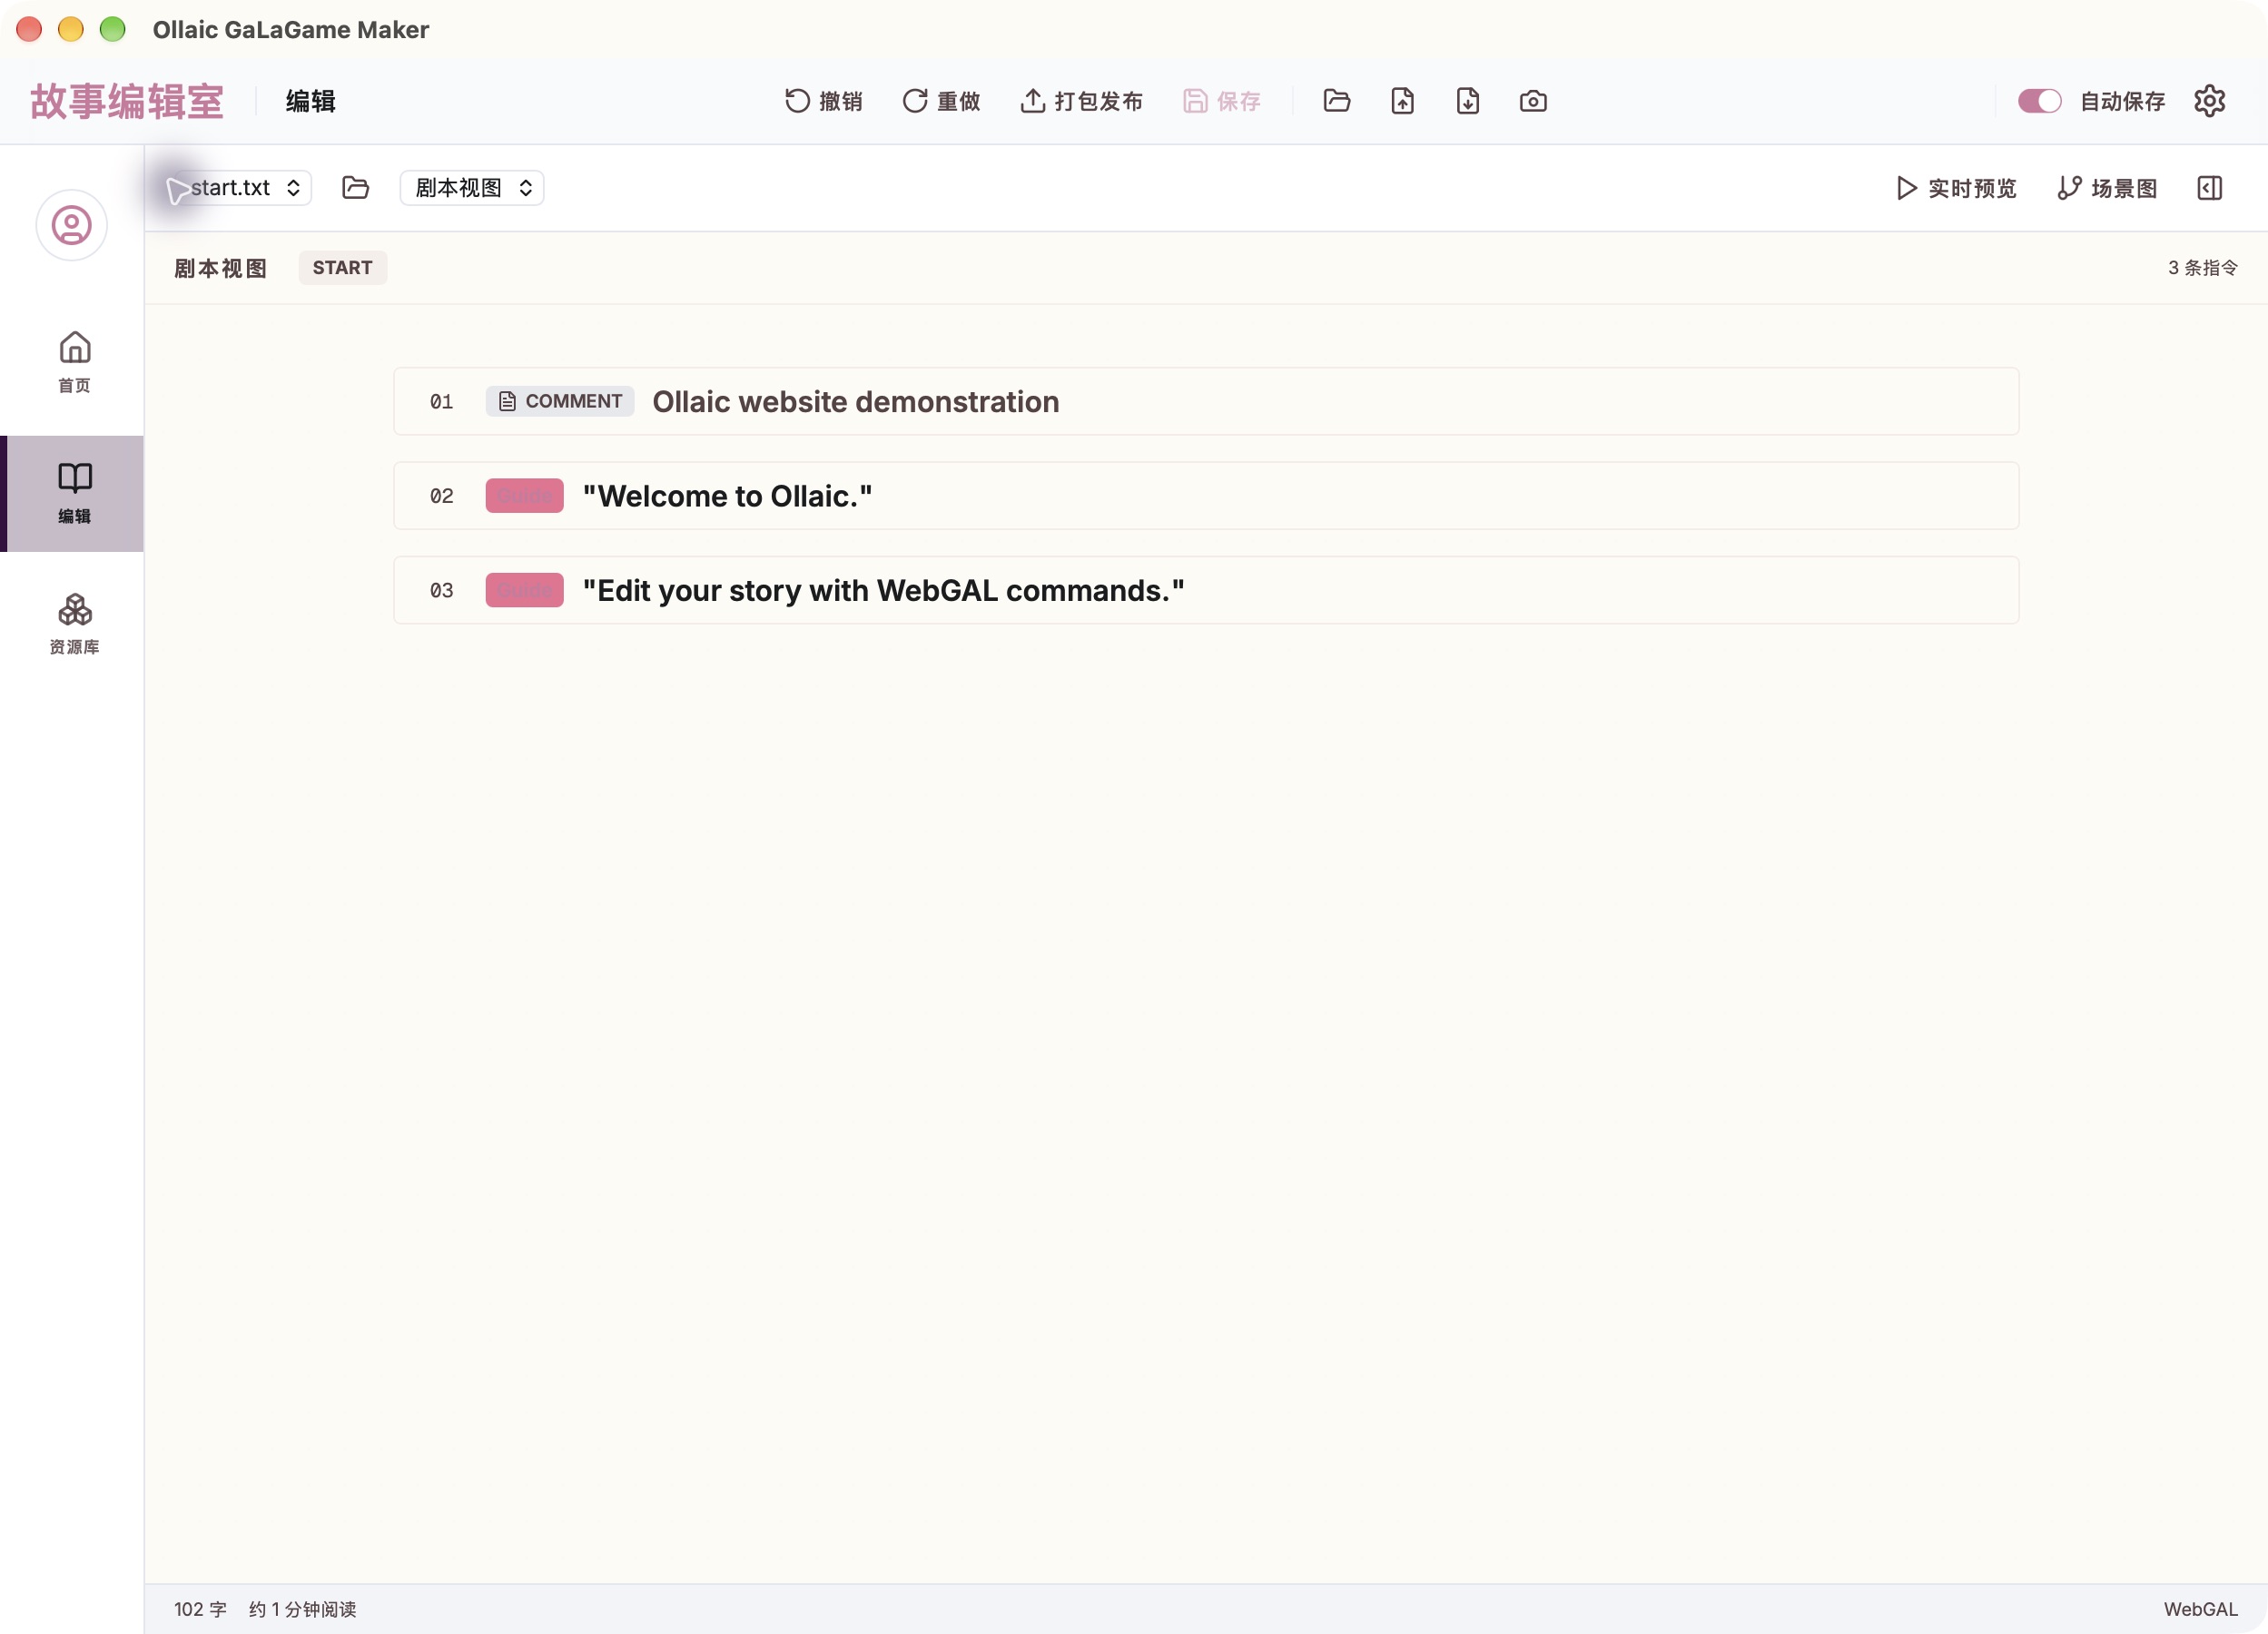 Ollaic GaLaGame Maker
故事编辑室 编辑 撤销 重做 打包发布 保存 自动保存
start.txt 剧本视图 实时预览 场景图
剧本视图 START 3 条指令
首页
编辑
资源库
01 COMMENT Ollaic website demonstration
02 Guide "Welcome to Ollaic."
03 Guide "Edit your story with WebGAL commands."
102 字 约 1 分钟阅读 WebGAL